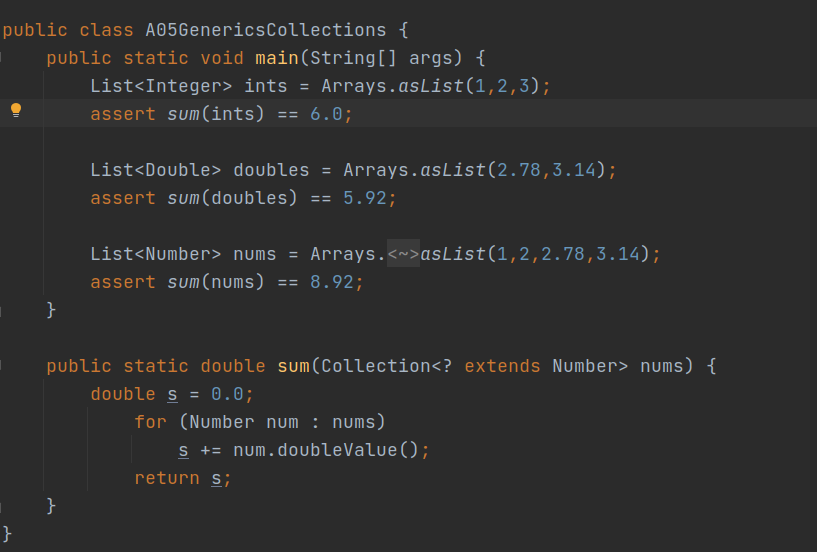 public class A05GenericsCollections {
    public static void main(String[] args) {
        List<Integer> ints = Arrays.asList(1,2,3);
        assert sum(ints) == 6.0;

        List<Double> doubles = Arrays.asList(2.78,3.14);
        assert sum(doubles) == 5.92;

        List<Number> nums = Arrays.<~>asList(1,2,2.78,3.14);
        assert sum(nums) == 8.92;
    }

    public static double sum(Collection<? extends Number> nums) {
        double s = 0.0;
            for (Number num : nums)
                s += num.doubleValue();
            return s;
    }
}